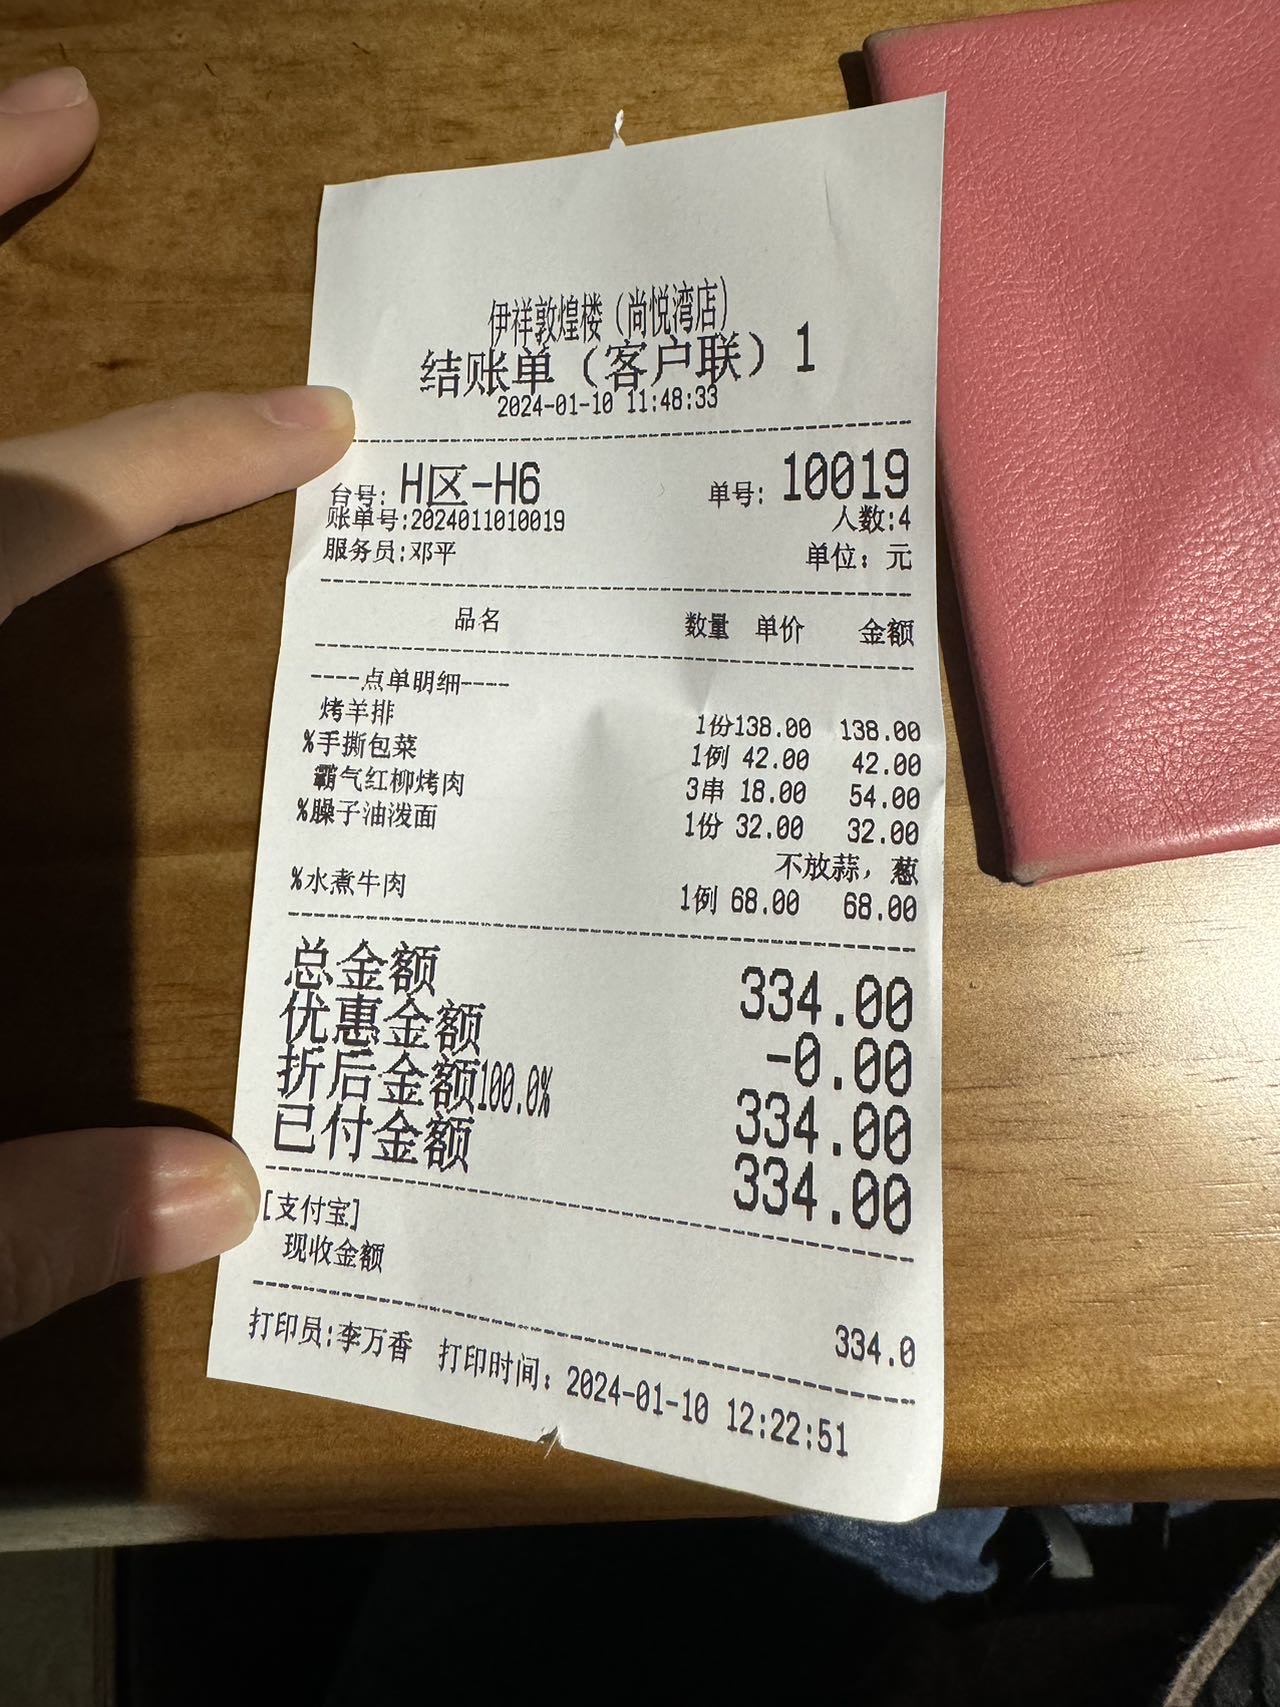 伊祥敦煌楼（尚悦湾店）
结账单（客户联）1
2024-01-10 11:48:33
台号: H区-H6 单号: 10019
账单号:2024011010019 人数:4
服务员:邓平 单位: 元
品名 数量 单价 金额
----点单明细----
烤羊排 1份138.00 138.00
%手撕包菜 1例 42.00 42.00
霸气红柳烤肉 3串 18.00 54.00
%臊子油泼面 1份 32.00 32.00
不放蒜, 葱
%水煮牛肉 1例 68.00 68.00
总金额 334.00
优惠金额 -0.00
折后金额100.0% 334.00
已付金额 334.00
[支付宝]
现收金额 334.0
打印员:李万香 打印时间: 2024-01-10 12:22:51